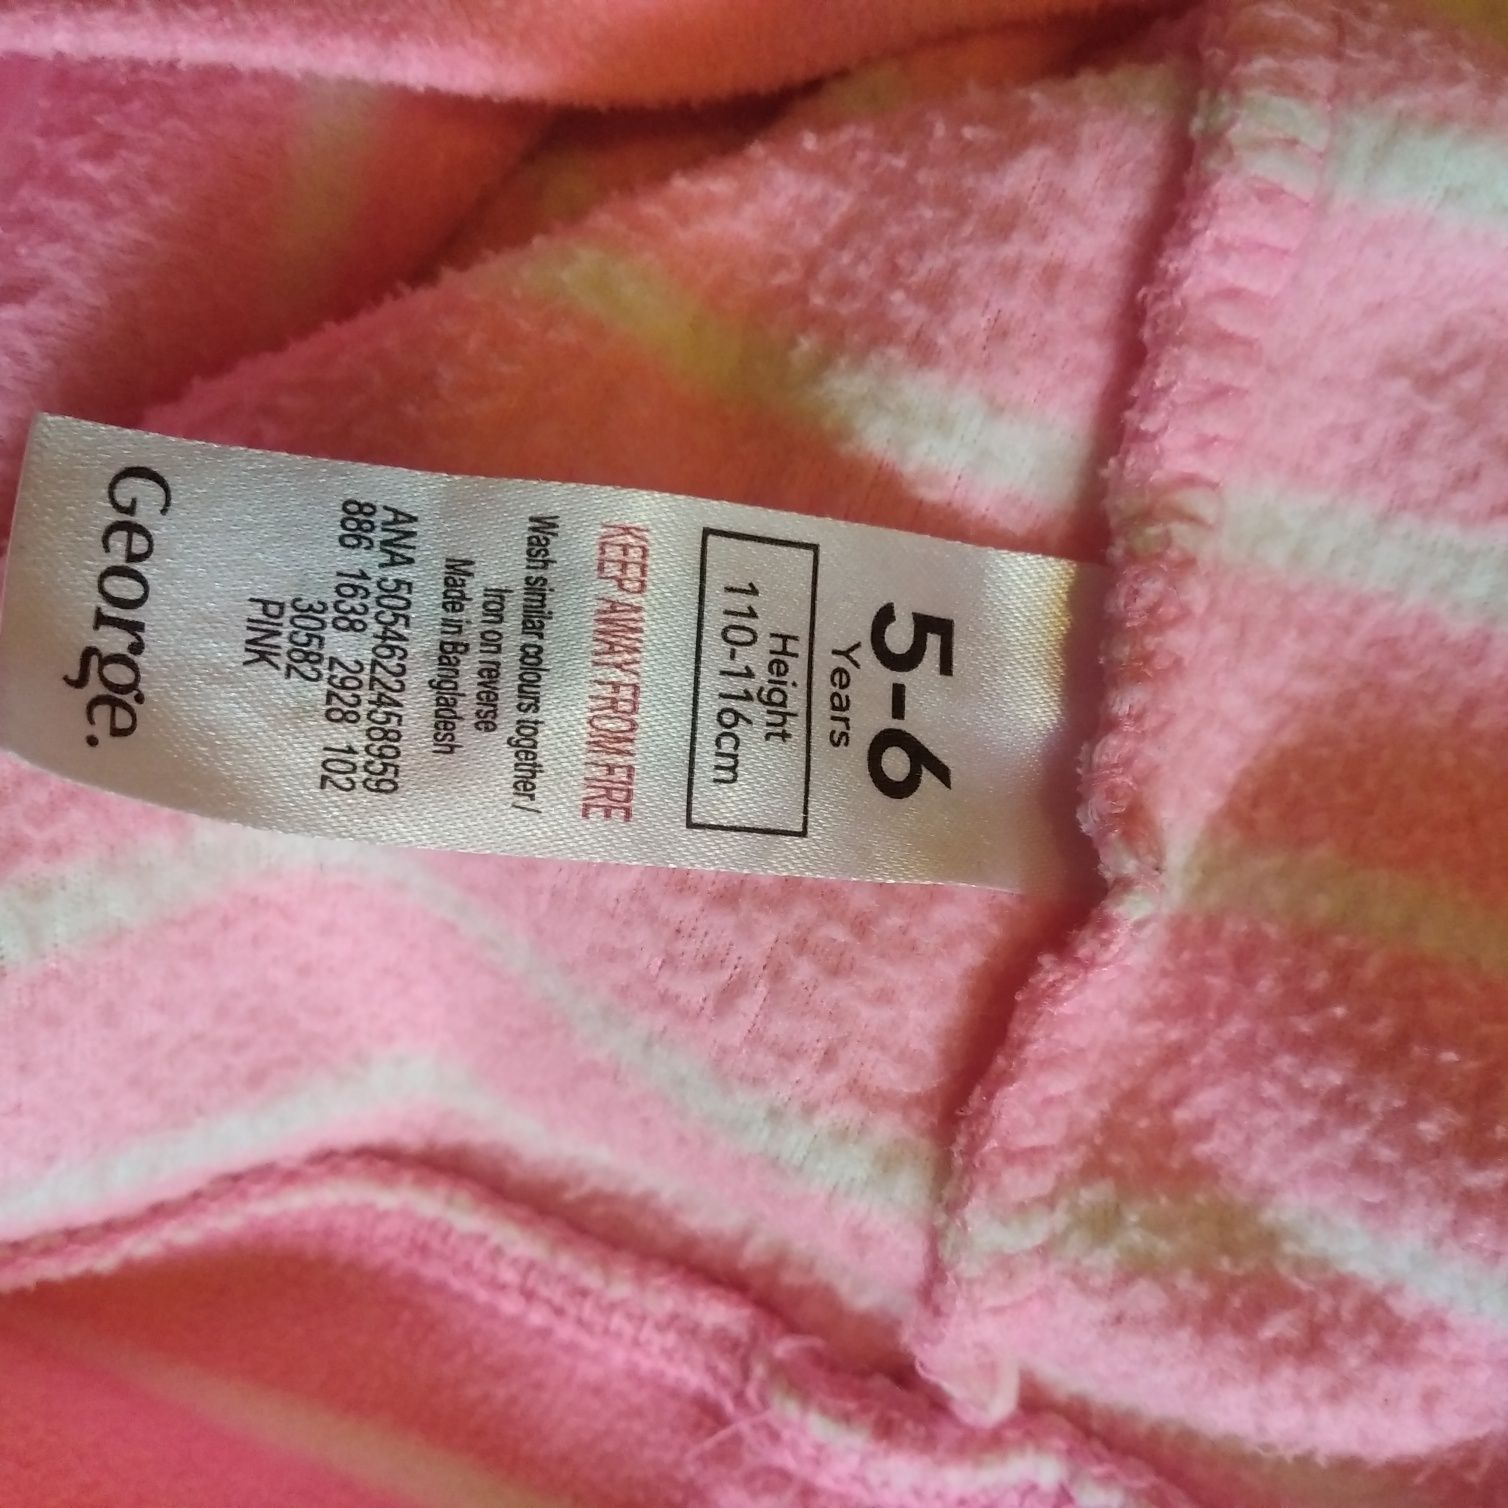 5-6
Years
Height
110-116cm
KEEP AWAY FROM FIRE
Wash similar colours together /
Iron on reverse
Made in Bangladesh
ANA 5054622458959
886 1638 2928 102
30582
PINK
George.